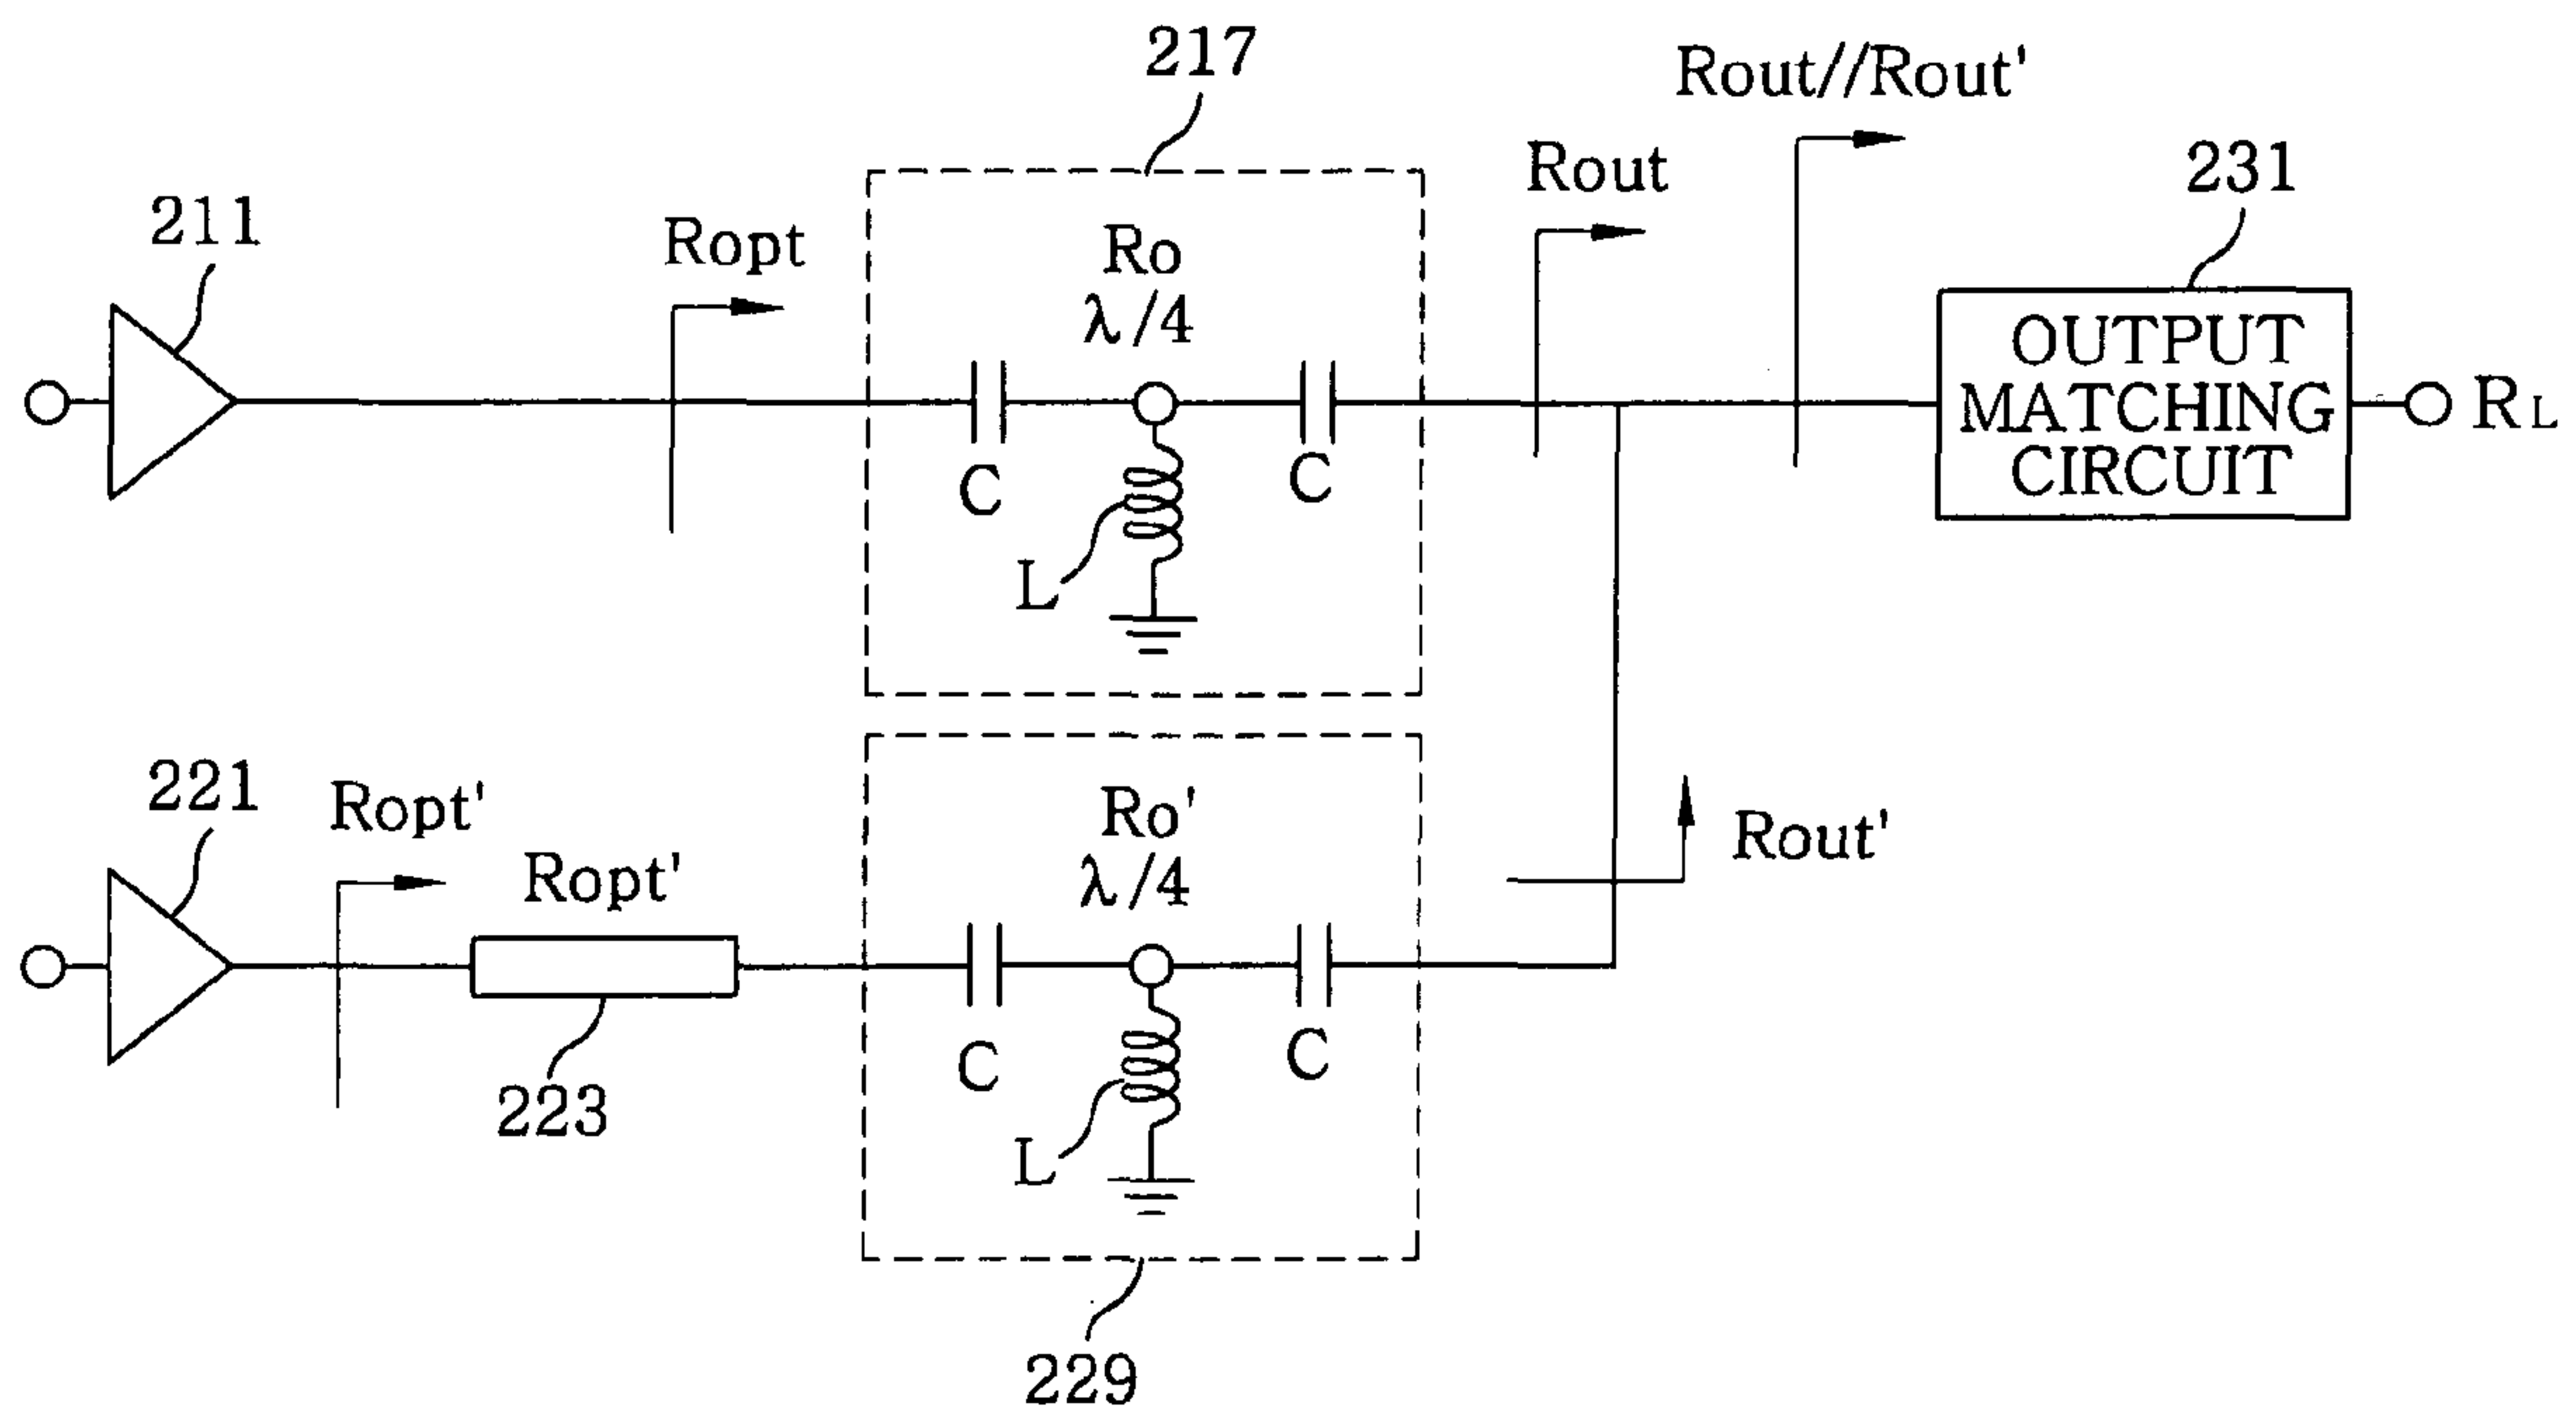 217
Rout//Rout'
Rout
231
211
Ropt
Ro
λ/4
OUTPUT
MATCHING
CIRCUIT
RL
C
C
L
221
Ropt'
Ropt'
Ro'
λ/4
Rout'
C
C
223
L
229